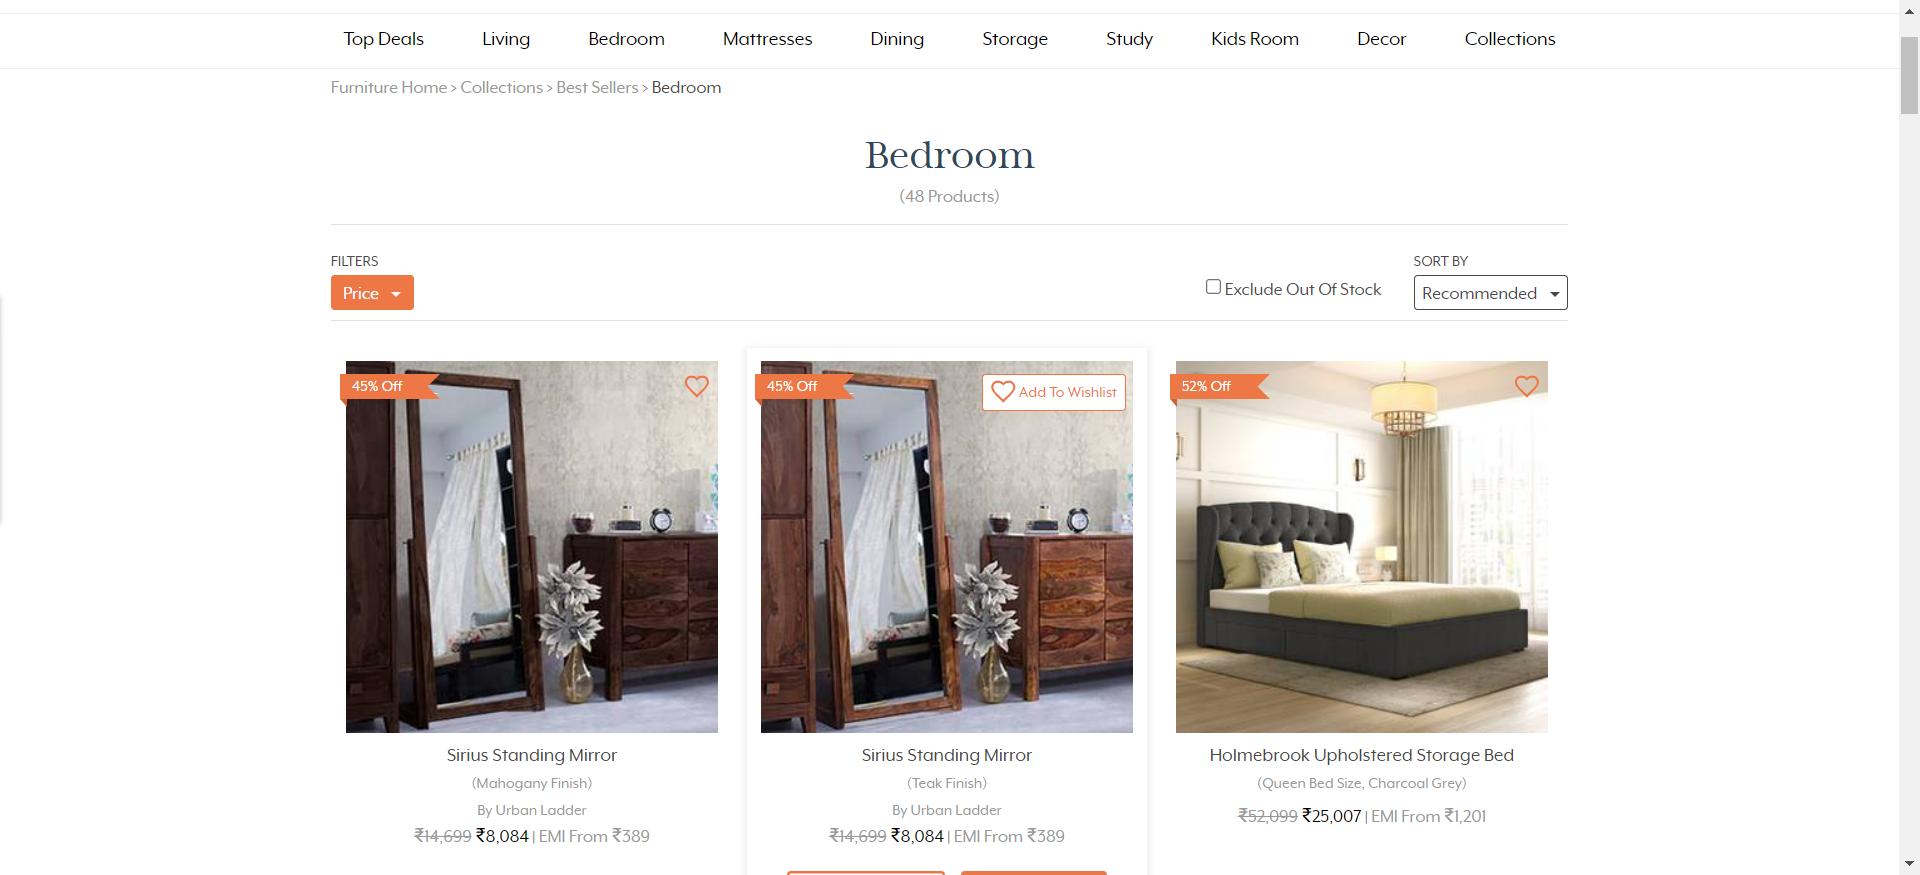 Top Deals Living Bedroom Mattresses Dining Storage Study Kids Room Decor Collections
Furniture Home > Collections > Best Sellers > Bedroom
Bedroom
(48 Products)
FILTERS
Price
Exclude Out Of Stock
SORT BY
Recommended
45% Off
Sirius Standing Mirror
(Mahogany Finish)
By Urban Ladder
₹14,699 ₹8,084 | EMI From ₹389
45% Off
Add To Wishlist
Sirius Standing Mirror
(Teak Finish)
By Urban Ladder
₹14,699 ₹8,084 | EMI From ₹389
52% Off
Holmebrook Upholstered Storage Bed
(Queen Bed Size, Charcoal Grey)
₹52,099 ₹25,007 | EMI From ₹1,201